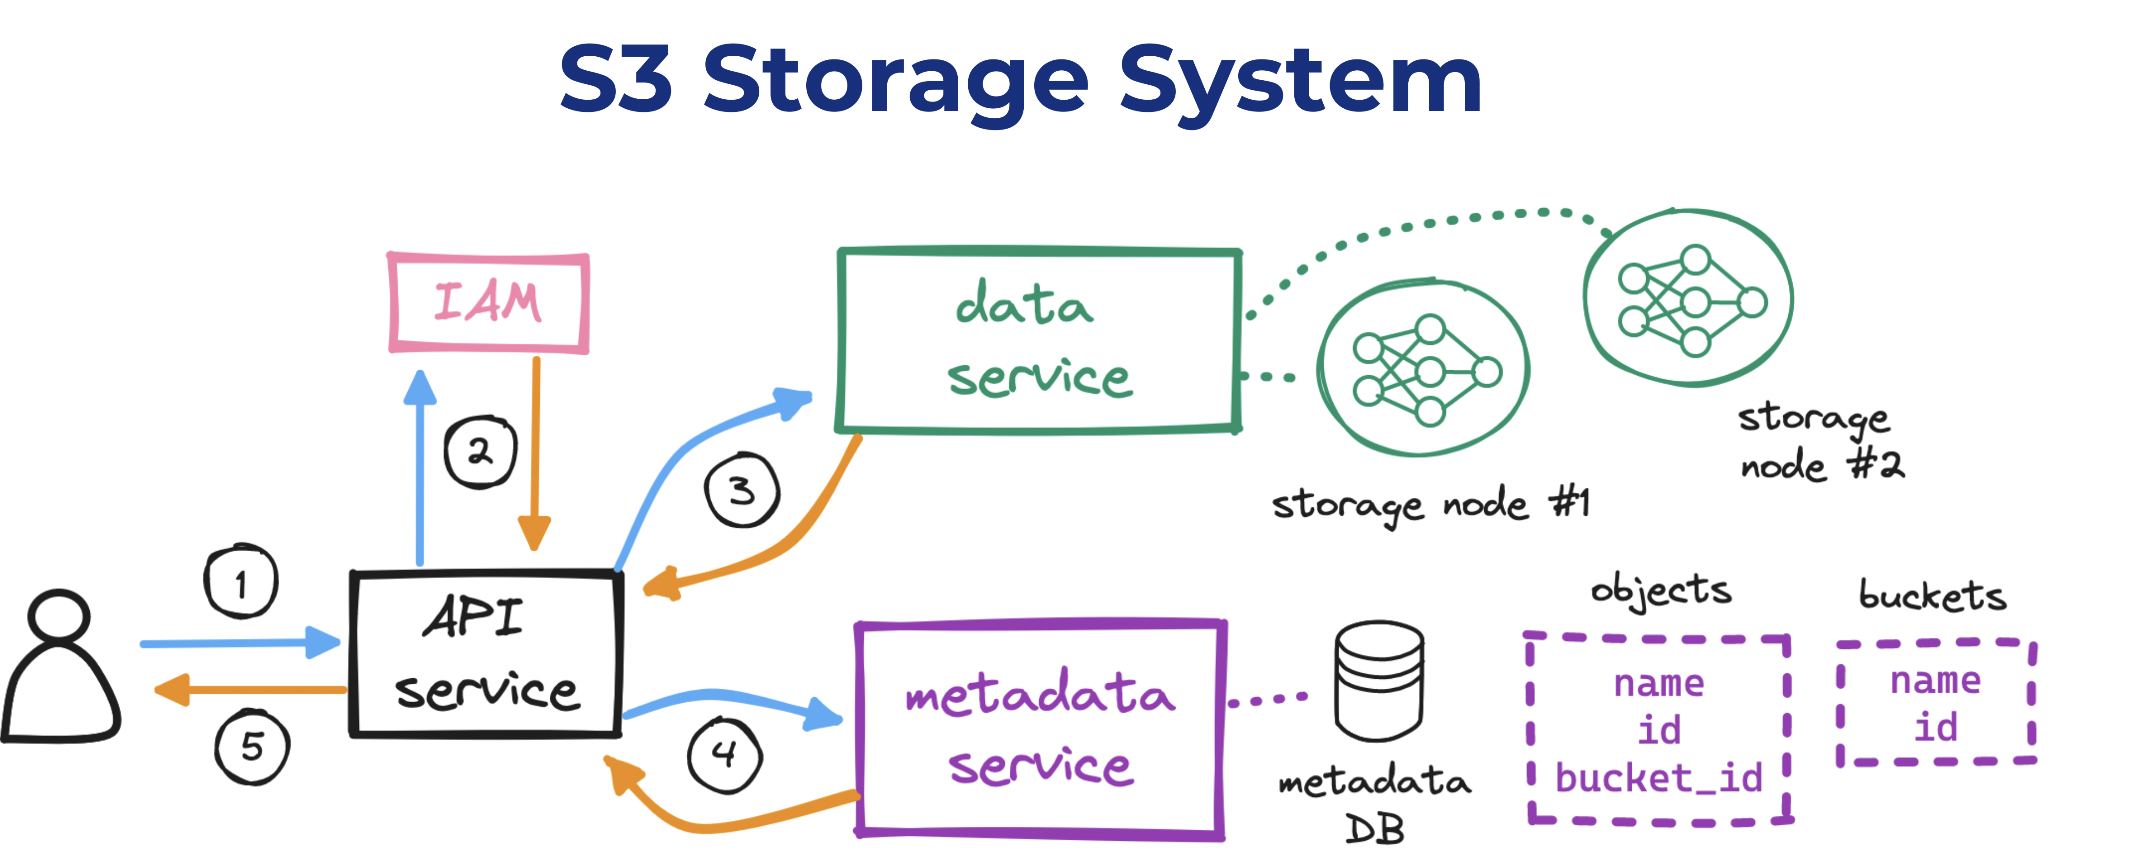 S3 Storage System
IAM
data
service
storage
node #2
storage node #1
2
3
1
API
service
5
4
metadata
service
metadata
DB
objects
name
id
bucket_id
buckets
name
id